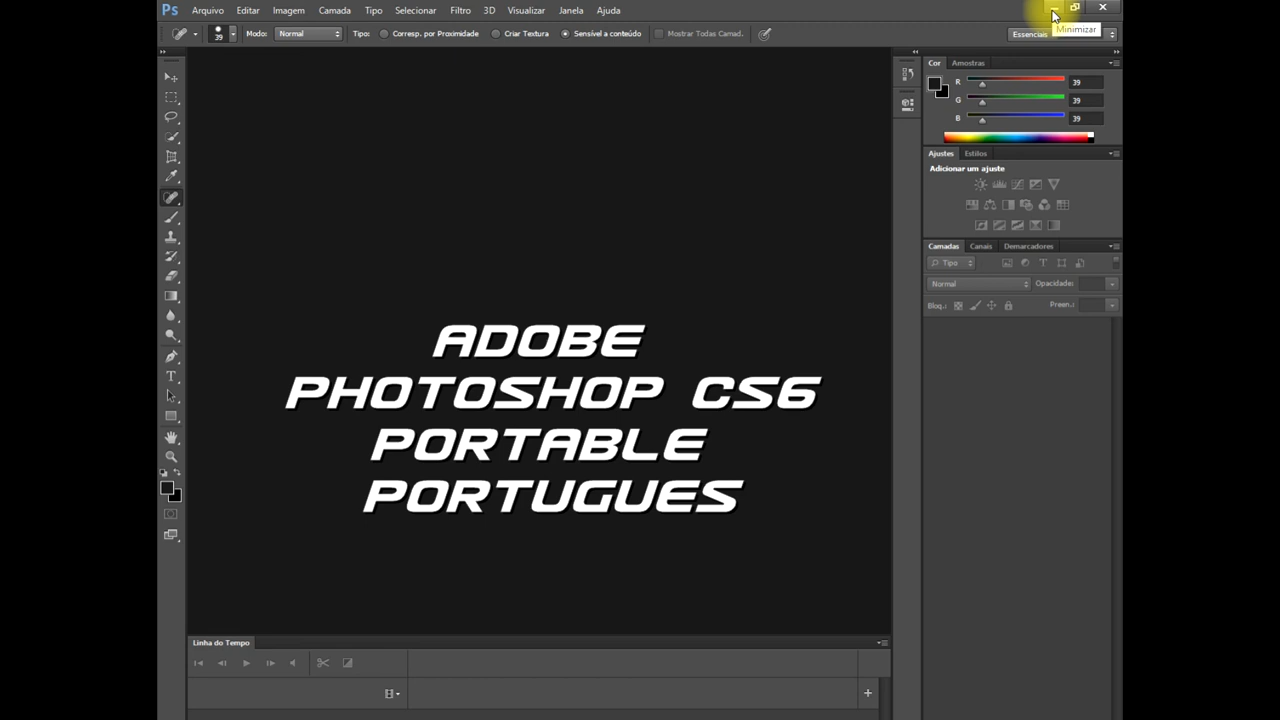 Ps Arquivo Editar Imagem Camada Tipo Selecionar Filtro 3D Visualizar Janela Ajuda
39 Modo: Normal Tipo: Corresp. por Proximidade Criar Textura Sensível a conteúdo Mostrar Todas Camad. Essenciais
Minimizar
Cor Amostras
R 39
G 39
B 39
Ajustes Estilos
Adicionar um ajuste
Camadas Canais Demarcadores
Tipo
Normal Opacidade:
Bloq.: Preen.:
ADOBE
PHOTOSHOP CS6
PORTABLE
PORTUGUES
Linha do Tempo